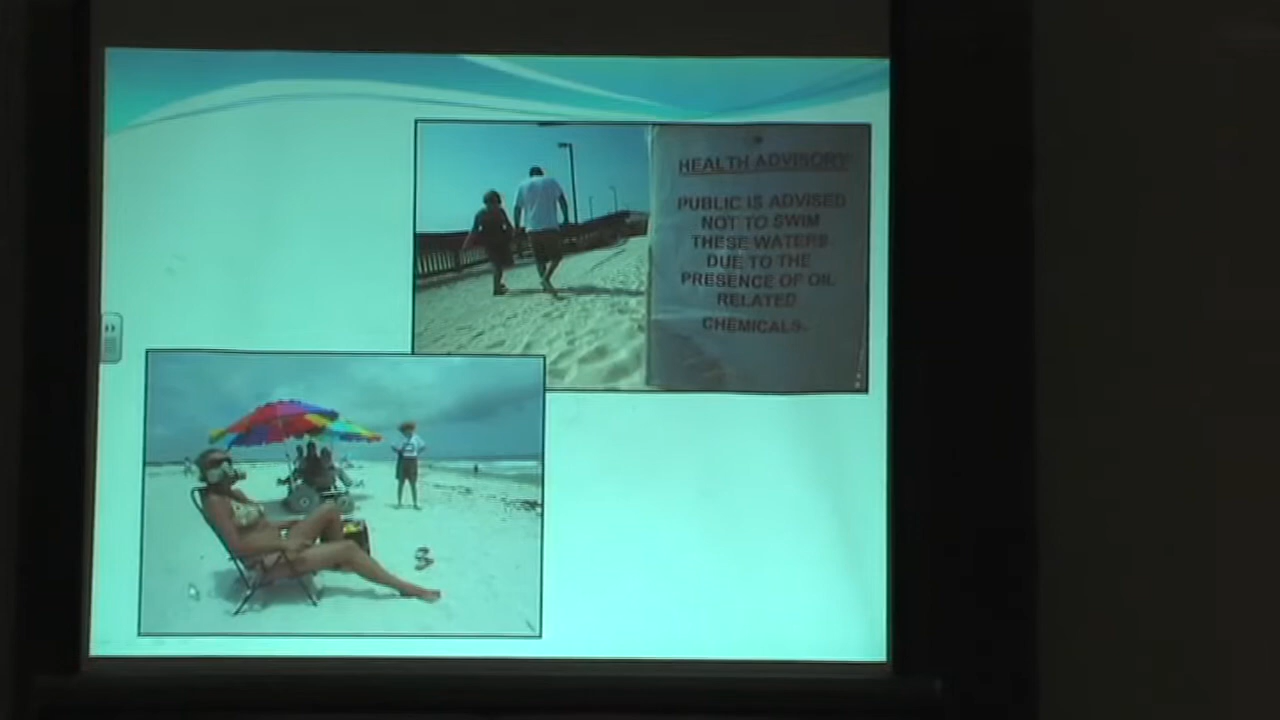 HEALTH ADVISORY
PUBLIC IS ADVISED
NOT TO SWIM
THESE WATERS
DUE TO THE
PRESENCE OF OIL
RELATED
CHEMICALS.